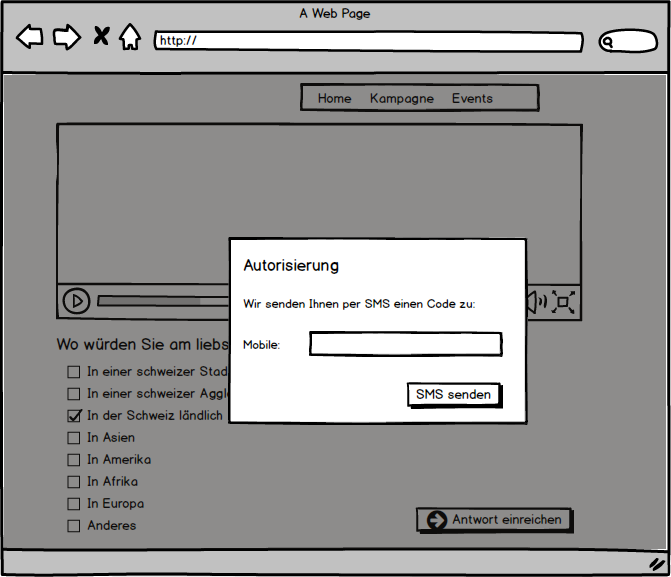 A Web Page
http://
Home Kampagne Events
Autorisierung
Wir senden Ihnen per SMS einen Code zu:
Mobile:
SMS senden
Wo würden Sie am liebs
In einer schweizer Stad
In einer schweizer Aggl
In der Schweiz ländlich
In Asien
In Amerika
In Afrika
In Europa
Anderes
Antwort einreichen